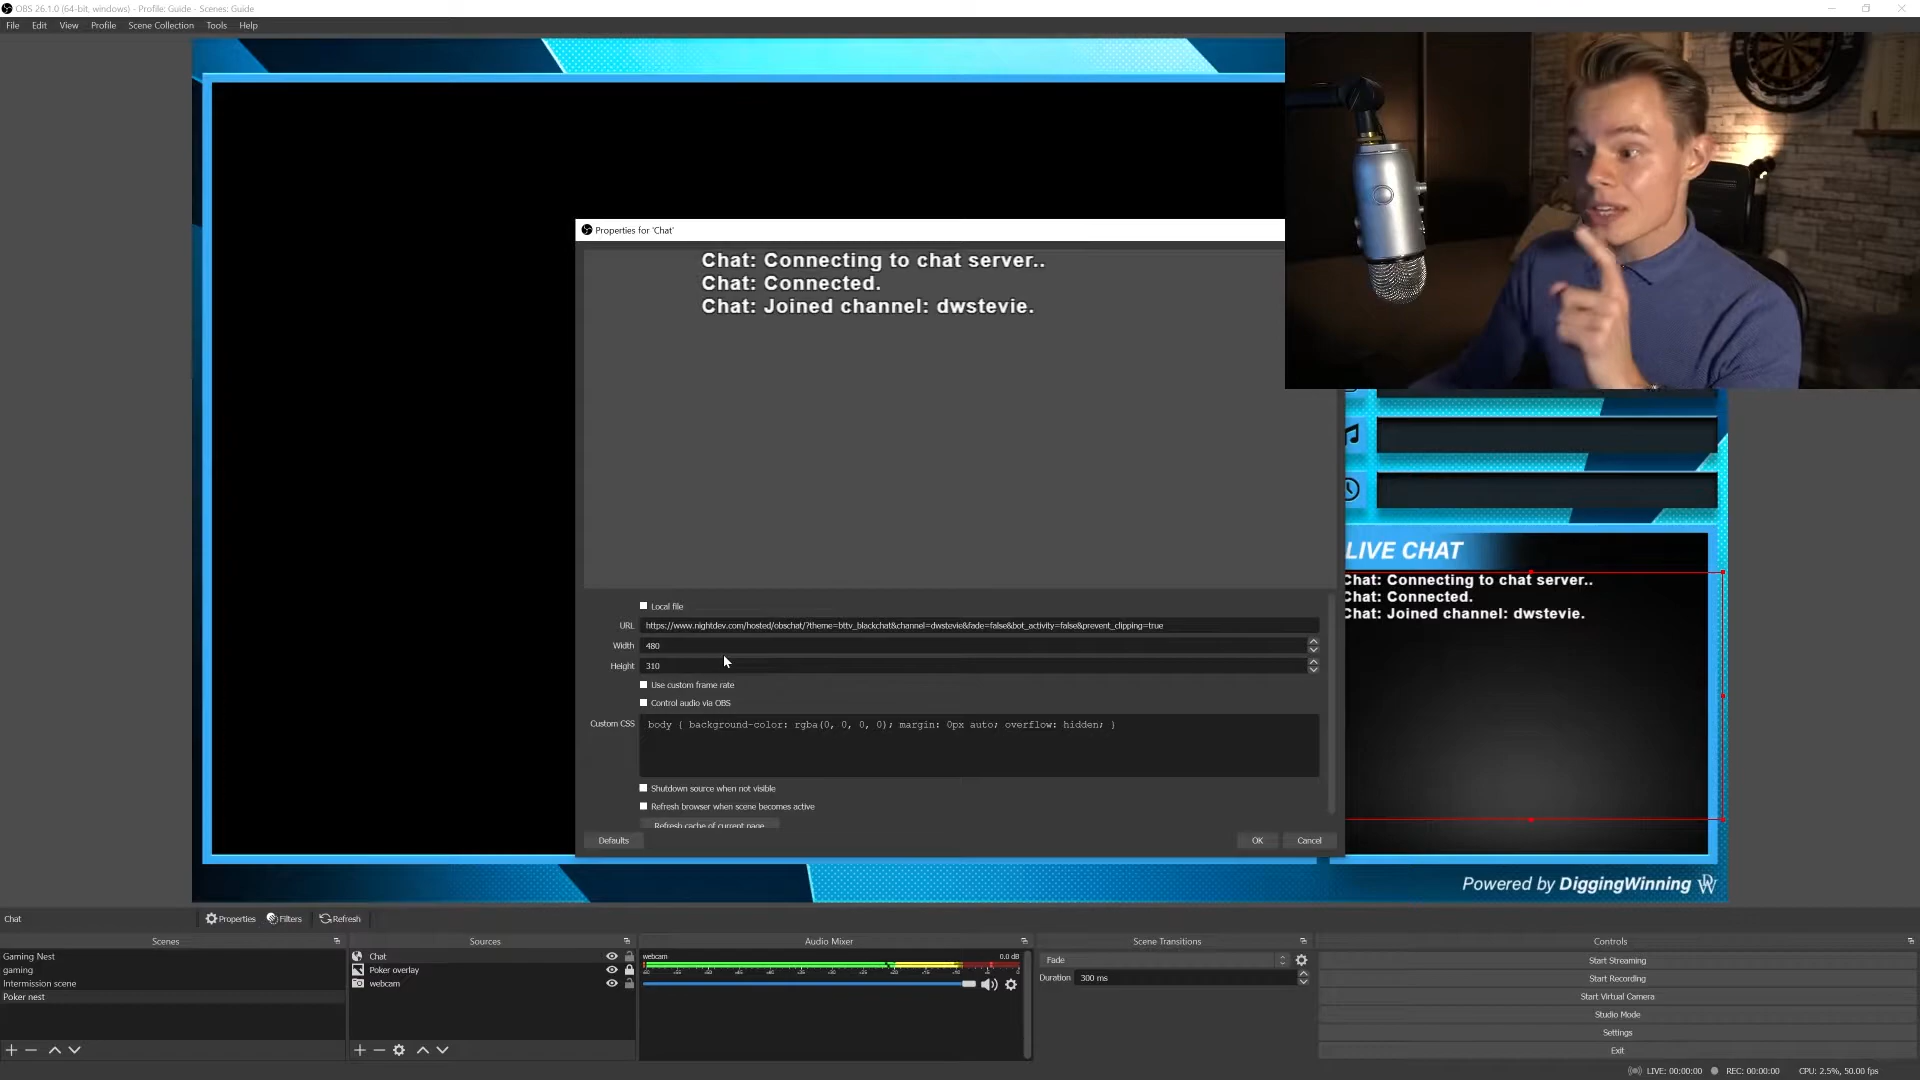 OBS 26.1.0 (64-bit, windows) - Profile: Guide - Scenes: Guide
File Edit View Profile Scene Collection Tools Help
Properties for 'Chat'
Chat: Connecting to chat server..
Chat: Connected.
Chat: Joined channel: dwstevie.
Local file
URL https://www.nightdev.com/hosted/obschat/?theme=bttv_blackchat&channel=dwstevie&fade=false&bot_activity=false&prevent_clipping=true
Width 480
Height 310
Use custom frame rate
Control audio via OBS
Custom CSS body { background-color: rgba(0, 0, 0, 0); margin: 0px auto; overflow: hidden; }
Shutdown source when not visible
Refresh browser when scene becomes active
Refresh cache of current page
Defaults OK Cancel
LIVE CHAT
Chat: Connecting to chat server..
Chat: Connected.
Chat: Joined channel: dwstevie.
Powered by DiggingWinning DW
Chat Properties Filters Refresh
Scenes
Gaming Nest
gaming
Intermission scene
Poker nest
Sources
Chat
Poker overlay
webcam
Audio Mixer
webcam 0.0 dB
Scene Transitions
Fade
Duration 300 ms
Controls
Start Streaming
Start Recording
Start Virtual Camera
Studio Mode
Settings
Exit
LIVE: 00:00:00 REC: 00:00:00 CPU: 2.5%, 50.00 fps